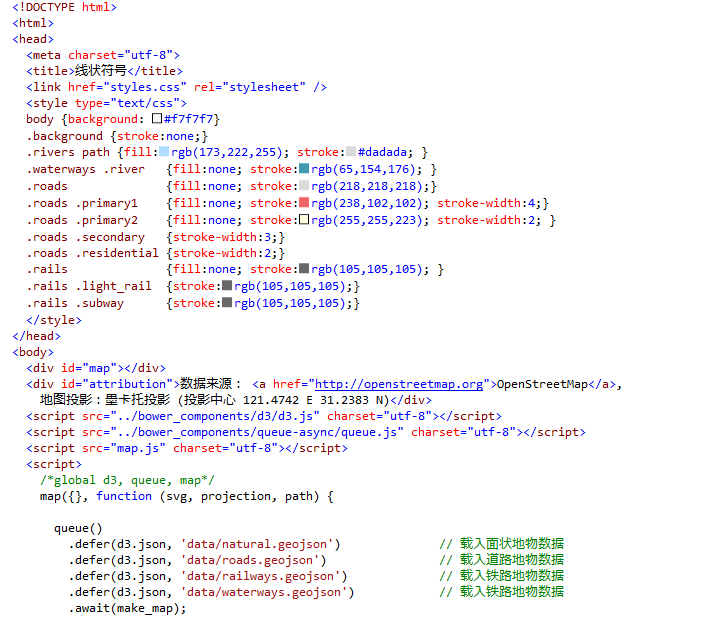 <!DOCTYPE html>
<html>
<head>
  <meta charset="utf-8">
  <title>线状符号</title>
  <link href="styles.css" rel="stylesheet" />
  <style type="text/css">
  body {background: #f7f7f7}
  .background {stroke:none;}
  .rivers path {fill:rgb(173,222,255); stroke:#dadada; }
  .waterways .river   {fill:none; stroke:rgb(65,154,176); }
  .roads              {fill:none; stroke:rgb(218,218,218);}
  .roads .primary1    {fill:none; stroke:rgb(238,102,102); stroke-width:4;}
  .roads .primary2    {fill:none; stroke:rgb(255,255,223); stroke-width:2; }
  .roads .secondary   {stroke-width:3;}
  .roads .residential {stroke-width:2;}
  .rails              {fill:none; stroke:rgb(105,105,105); }
  .rails .light_rail  {stroke:rgb(105,105,105);}
  .rails .subway      {stroke:rgb(105,105,105);}
  </style>
</head>
<body>
  <div id="map"></div>
  <div id="attribution">数据来源： <a href="http://openstreetmap.org">OpenStreetMap</a>,
    地图投影：墨卡托投影 (投影中心 121.4742 E 31.2383 N)</div>
  <script src="../bower_components/d3/d3.js" charset="utf-8"></script>
  <script src="../bower_components/queue-async/queue.js" charset="utf-8"></script>
  <script src="map.js" charset="utf-8"></script>
  <script>
    /*global d3, queue, map*/
    map({}, function (svg, projection, path) {
      queue()
        .defer(d3.json, 'data/natural.geojson')              // 载入面状地物数据
        .defer(d3.json, 'data/roads.geojson')                // 载入道路地物数据
        .defer(d3.json, 'data/railways.geojson')             // 载入铁路地物数据
        .defer(d3.json, 'data/waterways.geojson')            // 载入铁路地物数据
        .await(make_map);